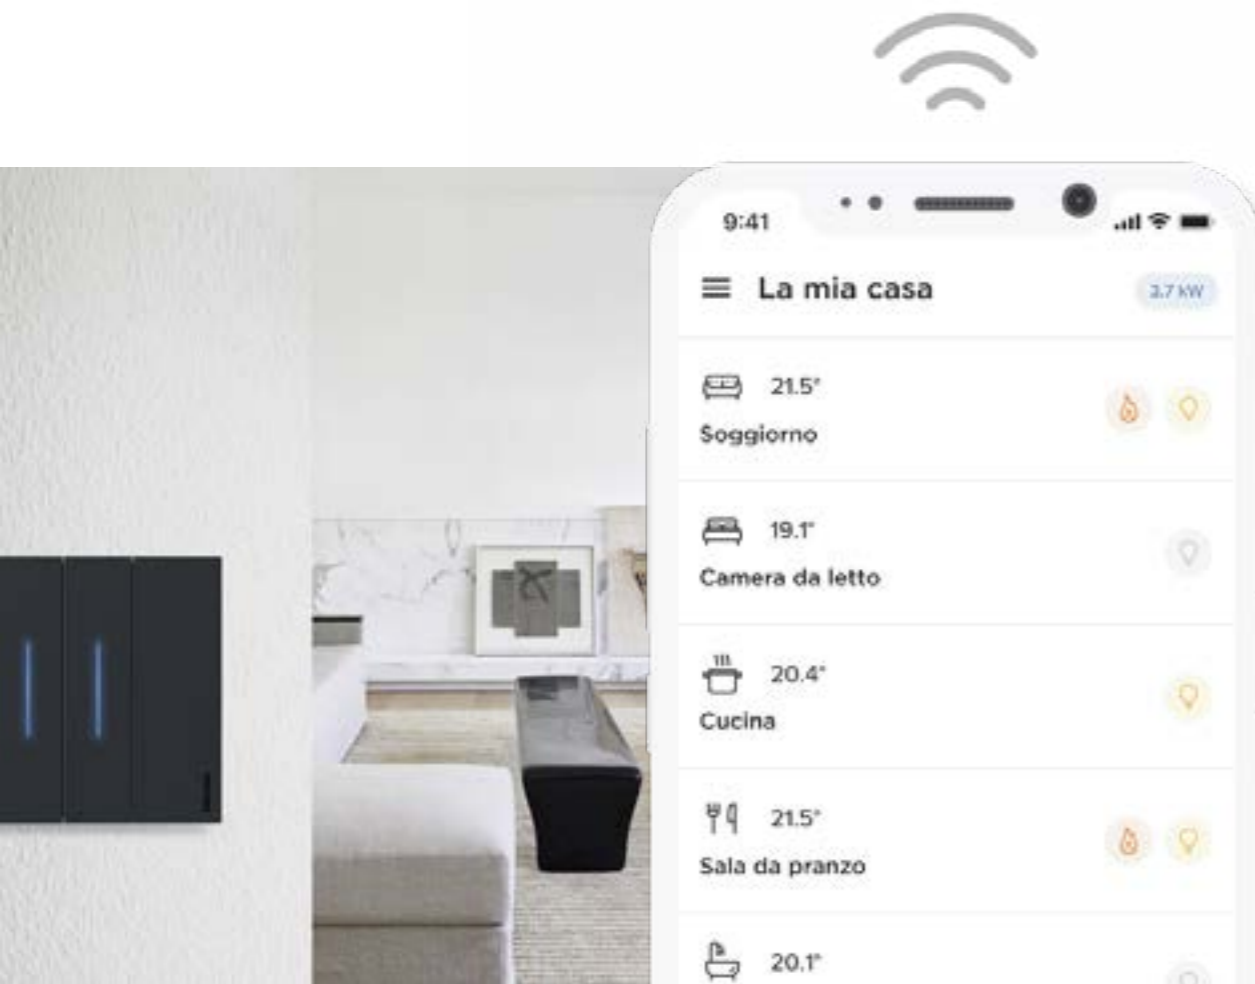 9:41
La mia casa
3.7 kW
21.5°
Soggiorno
19.1°
Camera da letto
20.4°
Cucina
21.5°
Sala da pranzo
20.1°